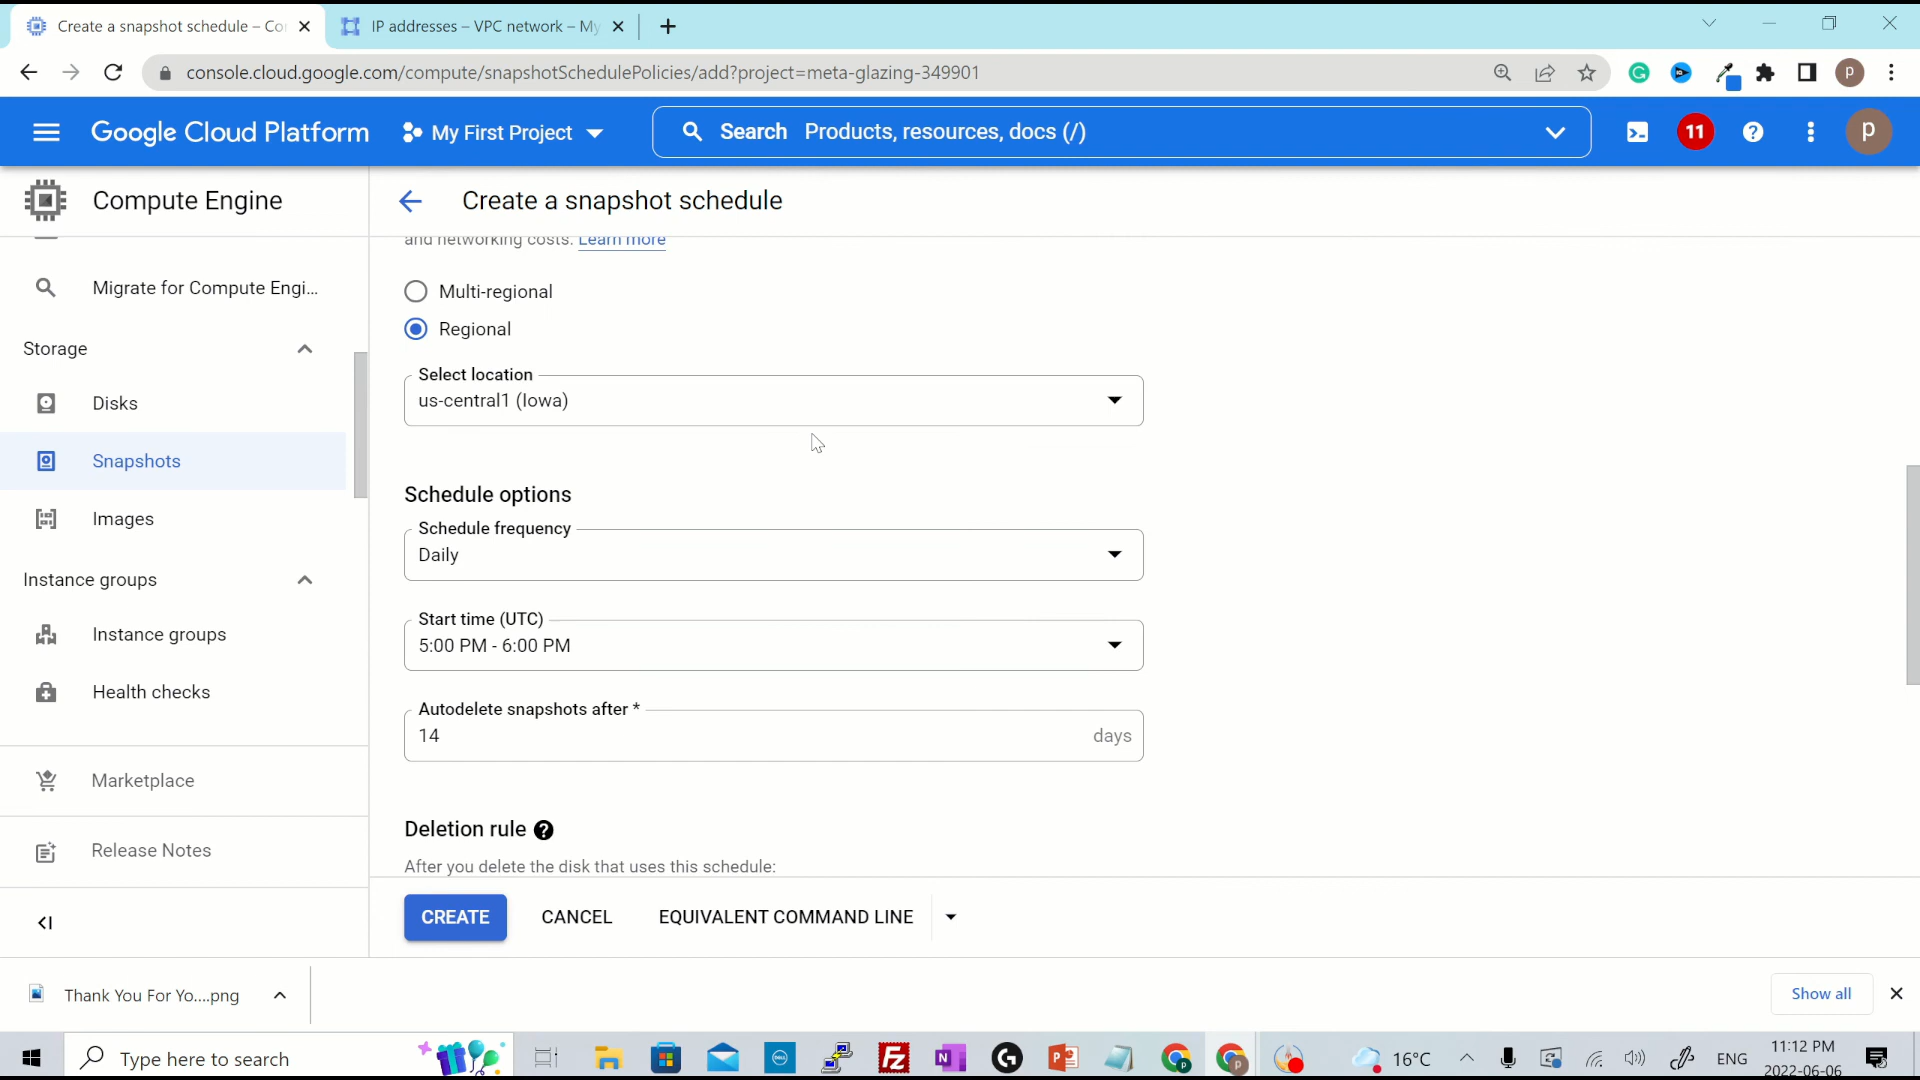 Create a snapshot schedule – Co
IP addresses – VPC network – My
console.cloud.google.com/compute/snapshotSchedulePolicies/add?project=meta-glazing-349901
P
Google Cloud Platform
My First Project
Search Products, resources, docs (/)
11
P
Compute Engine
Create a snapshot schedule
and networking costs. Learn more
Migrate for Compute Engi...
Multi-regional
Regional
Storage
Select location
us-central1 (Iowa)
Disks
Snapshots
Images
Schedule options
Schedule frequency
Daily
Instance groups
Instance groups
Health checks
Start time (UTC)
5:00 PM - 6:00 PM
Autodelete snapshots after *
14
days
Marketplace
Release Notes
Deletion rule
After you delete the disk that uses this schedule:
CREATE
CANCEL
EQUIVALENT COMMAND LINE
Thank You For Yo....png
Show all
Type here to search
16°C
ENG
11:12 PM
2022-06-06